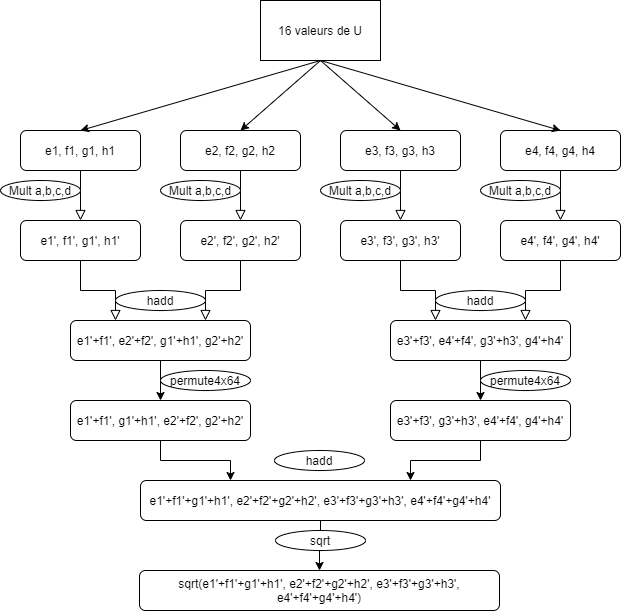 16 valeurs de U
e1, f1, g1, h1
e2, f2, g2, h2
e3, f3, g3, h3
e4, f4, g4, h4
Mult a,b,c,d
Mult a,b,c,d
Mult a,b,c,d
Mult a,b,c,d
e1', f1', g1', h1'
e2', f2', g2', h2'
e3', f3', g3', h3'
e4', f4', g4', h4'
hadd
hadd
e1'+f1', e2'+f2', g1'+h1', g2'+h2'
e3'+f3', e4'+f4', g3'+h3', g4'+h4'
permute4x64
permute4x64
e1'+f1', g1'+h1', e2'+f2', g2'+h2'
e3'+f3', g3'+h3', e4'+f4', g4'+h4'
hadd
e1'+f1'+g1'+h1', e2'+f2'+g2'+h2', e3'+f3'+g3'+h3', e4'+f4'+g4'+h4'
sqrt
sqrt(e1'+f1'+g1'+h1', e2'+f2'+g2'+h2', e3'+f3'+g3'+h3',
e4'+f4'+g4'+h4')